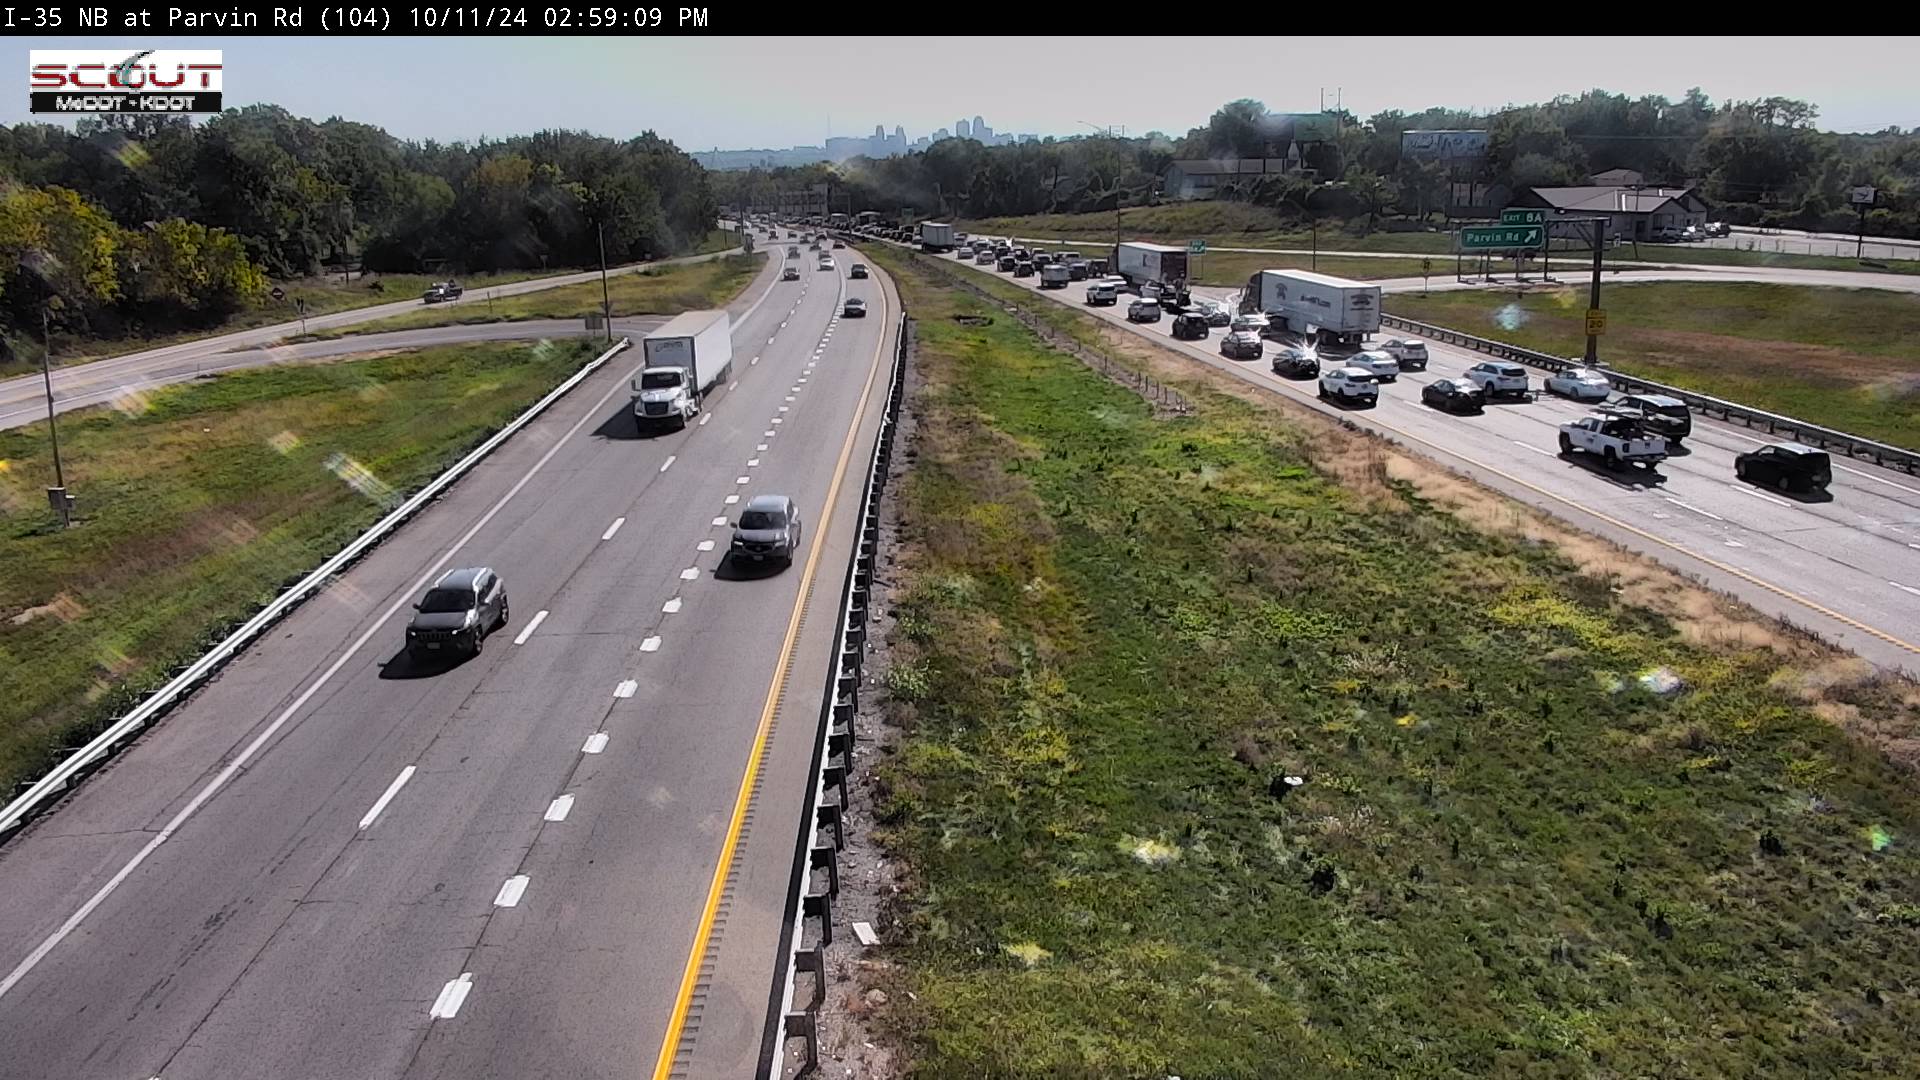 I-35 NB at Parvin Rd (104) 10/11/24 02:59:09 PM
SCOUT
MoDOT - KDOT
EXIT 8A
Parvin Rd
20